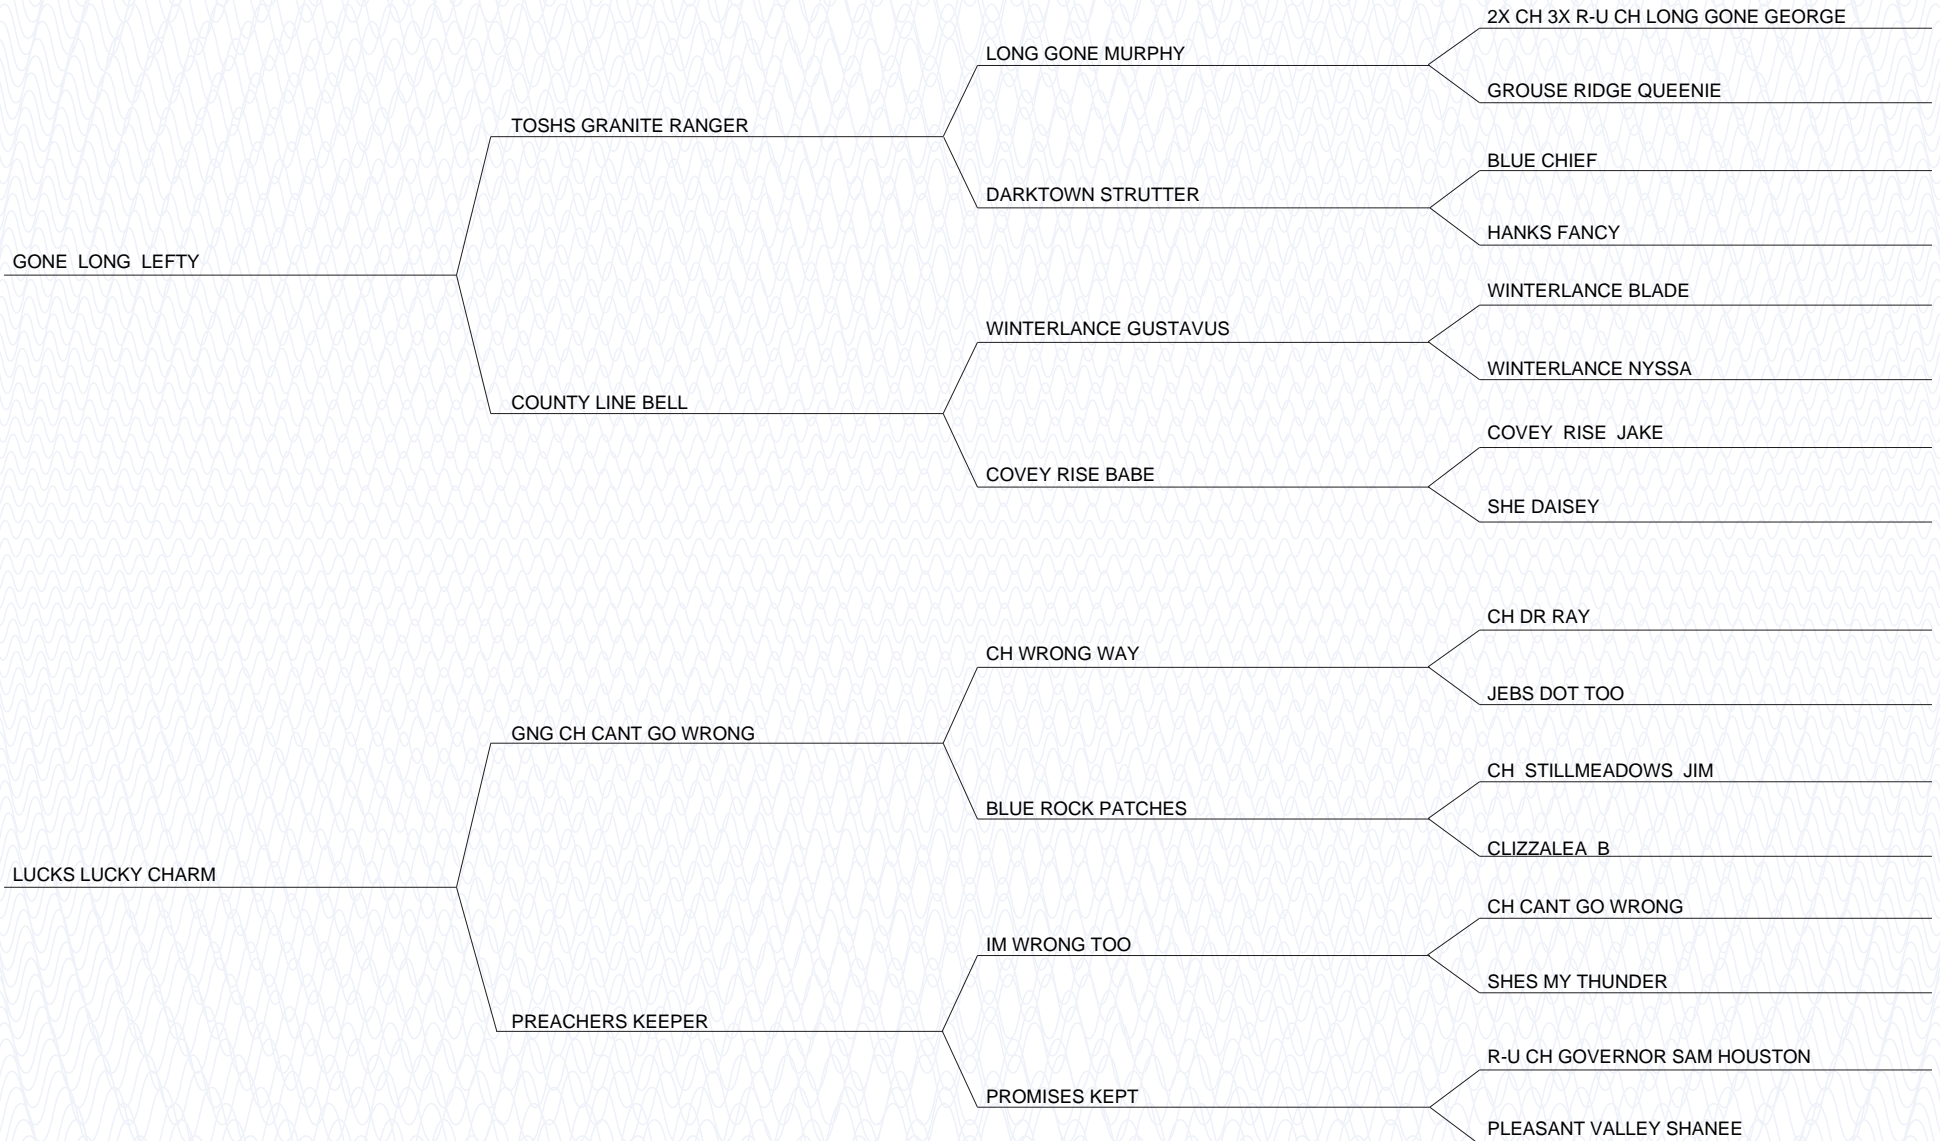 2X CH 3X R-U CH LONG GONE GEORGE
LONG GONE MURPHY
GROUSE RIDGE QUEENIE
TOSHS GRANITE RANGER
BLUE CHIEF
DARKTOWN STRUTTER
HANKS FANCY
GONE LONG LEFTY
WINTERLANCE BLADE
WINTERLANCE GUSTAVUS
WINTERLANCE NYSSA
COUNTY LINE BELL
COVEY RISE JAKE
COVEY RISE BABE
SHE DAISEY
CH DR RAY
CH WRONG WAY
JEBS DOT TOO
GNG CH CANT GO WRONG
CH STILLMEADOWS JIM
BLUE ROCK PATCHES
CLIZZALEA B
LUCKS LUCKY CHARM
CH CANT GO WRONG
IM WRONG TOO
SHES MY THUNDER
PREACHERS KEEPER
R-U CH GOVERNOR SAM HOUSTON
PROMISES KEPT
PLEASANT VALLEY SHANEE